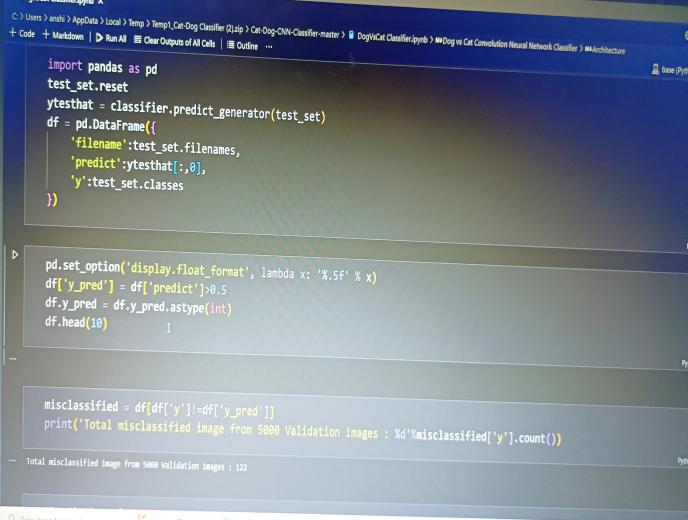 C: > Users > anshi > AppData > Local > Temp > Temp1_Cat-Dog Classifier (2).zip > Cat-Dog-CNN-Classifier-master > DogVsCat Classifier.ipynb > Dog vs Cat Convolution Neural Network Classifier > Architecture
+ Code + Markdown | Run All Clear Outputs of All Cells | Outline ...
base (Pyth
import pandas as pd
test_set.reset
ytesthat = classifier.predict_generator(test_set)
df = pd.DataFrame({
'filename':test_set.filenames,
'predict':ytesthat[:,0],
'y':test_set.classes
})
pd.set_option('display.float_format', lambda x: '%.5f' % x)
df['y_pred'] = df['predict']>0.5
df.y_pred = df.y_pred.astype(int)
df.head(10)
Py
...
misclassified = df[df['y']!=df['y_pred']]
print('Total misclassified image from 5000 Validation images : %d'%misclassified['y'].count())
Pyth
... Total misclassified image from 5000 Validation images : 122